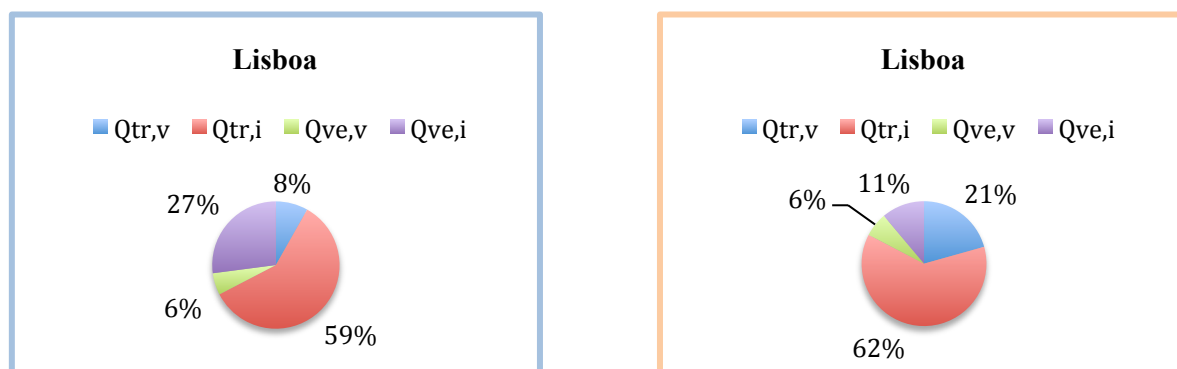 Lisboa
Qtr,v Qtr,i Qve,v Qve,i
8%
27%
6%
59%
Lisboa
Qtr,v Qtr,i Qve,v Qve,i
11%
21%
6%
62%